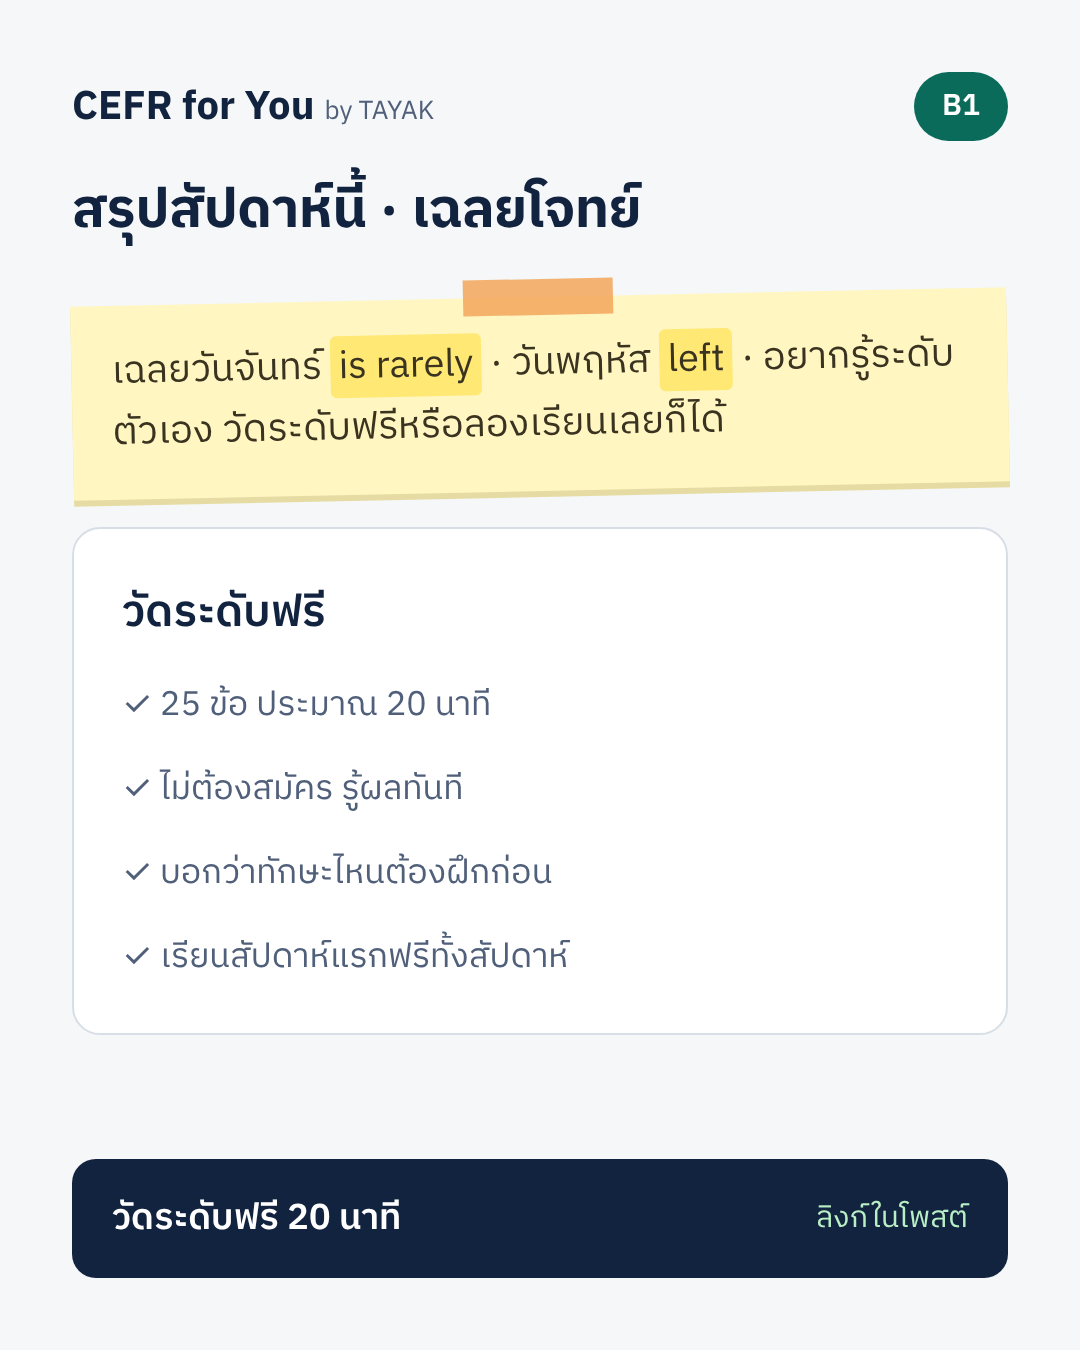 CEFR for You by TAYAK
B1
สรุปสัปดาห์นี้ · เฉลยโจทย์
เฉลยวันจันทร์ is rarely · วันพฤหัส left · อยากรู้ระดับ
ตัวเอง วัดระดับฟรีหรือลองเรียนเลยก็ได้
วัดระดับฟรี
✓ 25 ข้อ ประมาณ 20 นาที
✓ ไม่ต้องสมัคร รู้ผลทันที
✓ บอกว่าทักษะไหนต้องฝึกก่อน
✓ เรียนสัปดาห์แรกฟรีทั้งสัปดาห์
วัดระดับฟรี 20 นาที
ลิงก์ในโพสต์